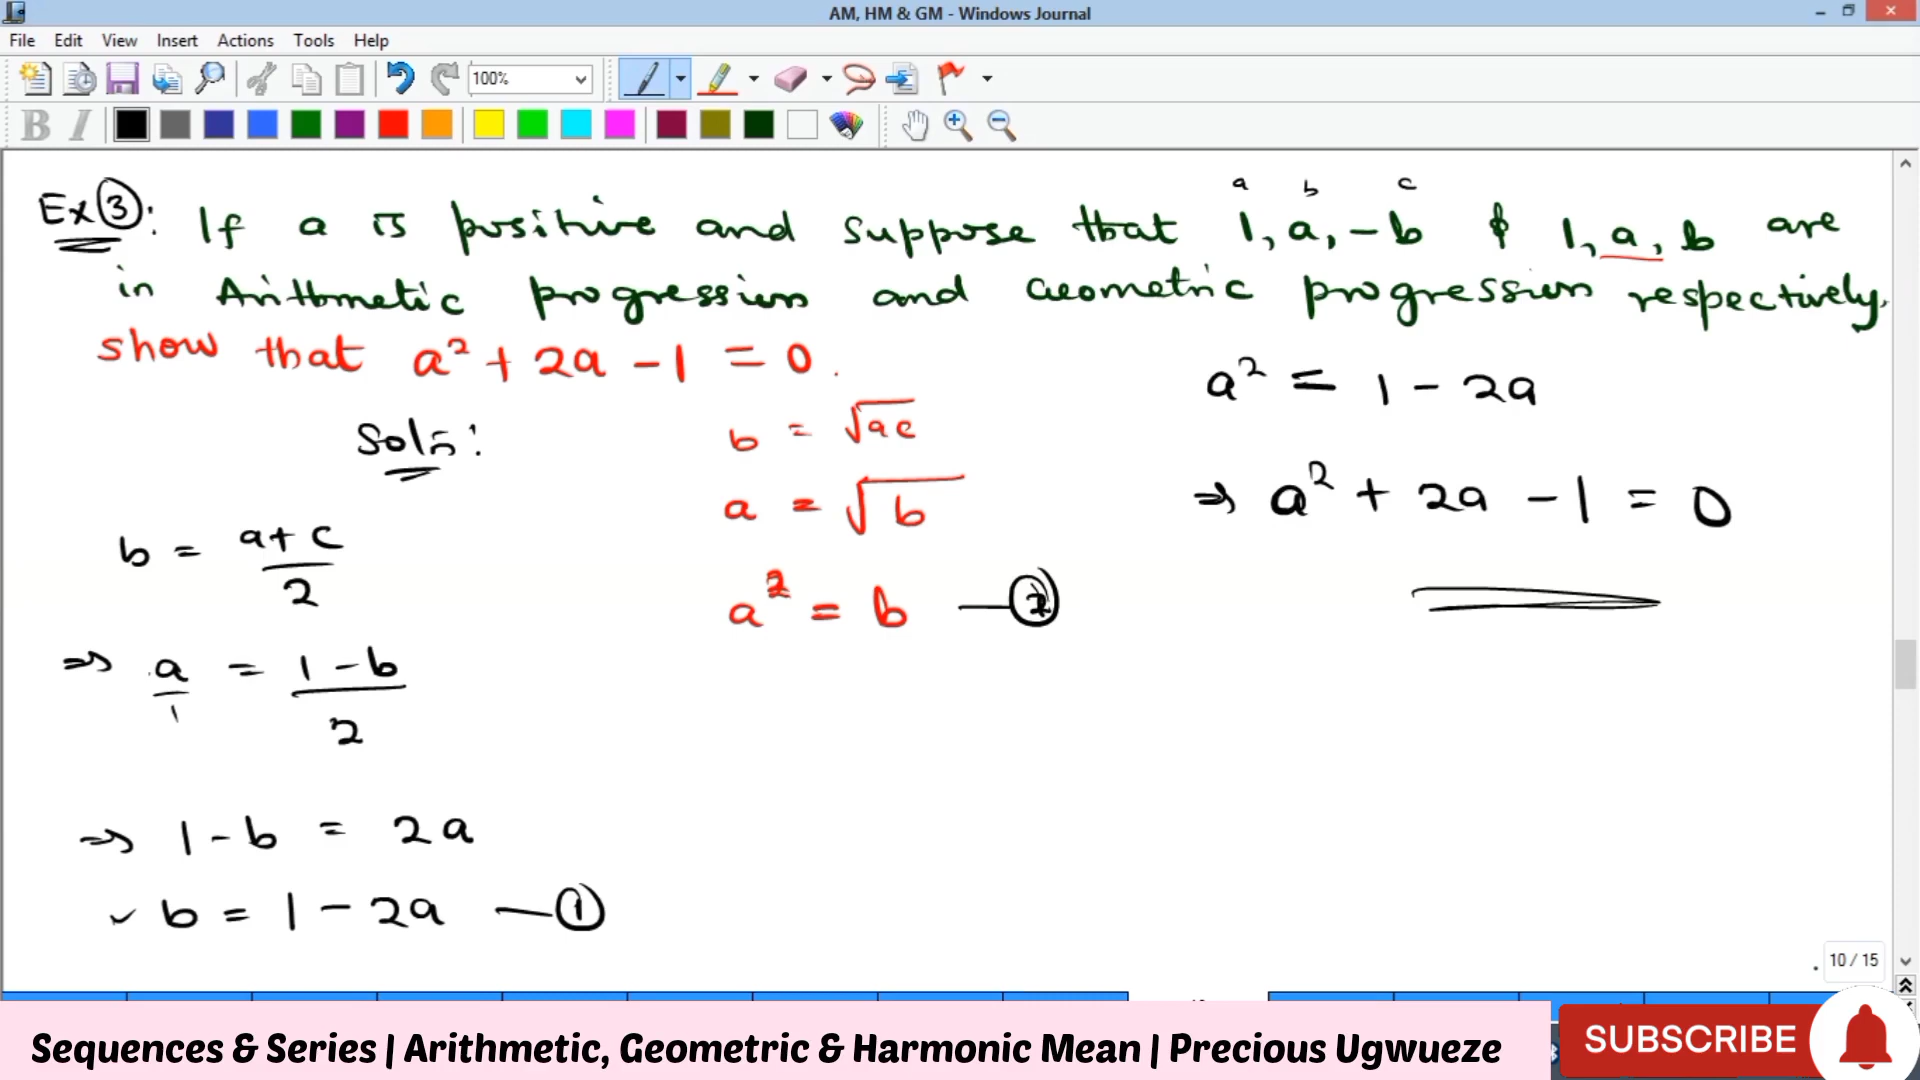 AM, HM & GM - Windows Journal
File Edit View Insert Actions Tools Help
100%
B I
a b c
Ex ③: If a is positive and suppose that 1, a, -b & 1, a, b are
in Arithmetic progression and Geometric progression respectively.
show that a² + 2a - 1 = 0.
Soln:
b = a + c / 2
⇒ a / 1 = 1 - b / 2
⇒ 1 - b = 2a
✓ b = 1 - 2a — ①
b = √ac
a = √b
a² = b — ②
a² = 1 - 2a
⇒ a² + 2a - 1 = 0
10 / 15
Sequences & Series | Arithmetic, Geometric & Harmonic Mean | Precious Ugwueze
SUBSCRIBE